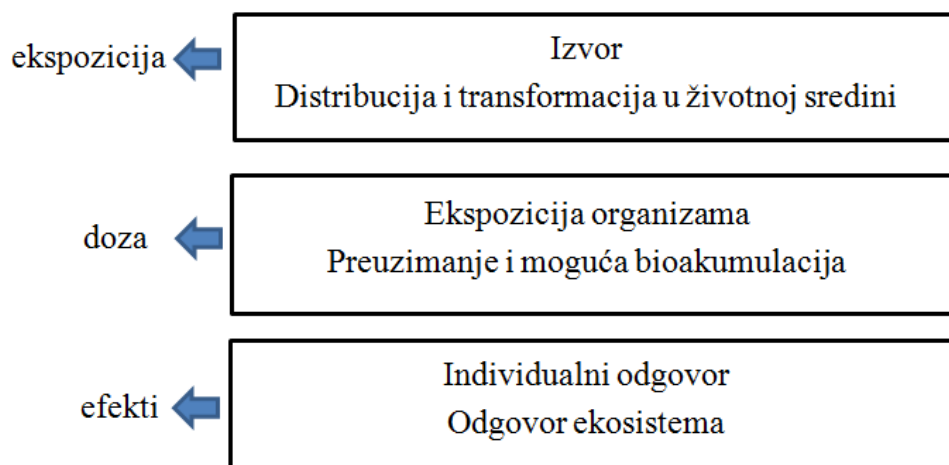 ekspozicija
Izvor
Distribucija i transformacija u životnoj sredini
doza
Ekspozicija organizama
Preuzimanje i moguća bioakumulacija
efekti
Individualni odgovor
Odgovor ekosistema